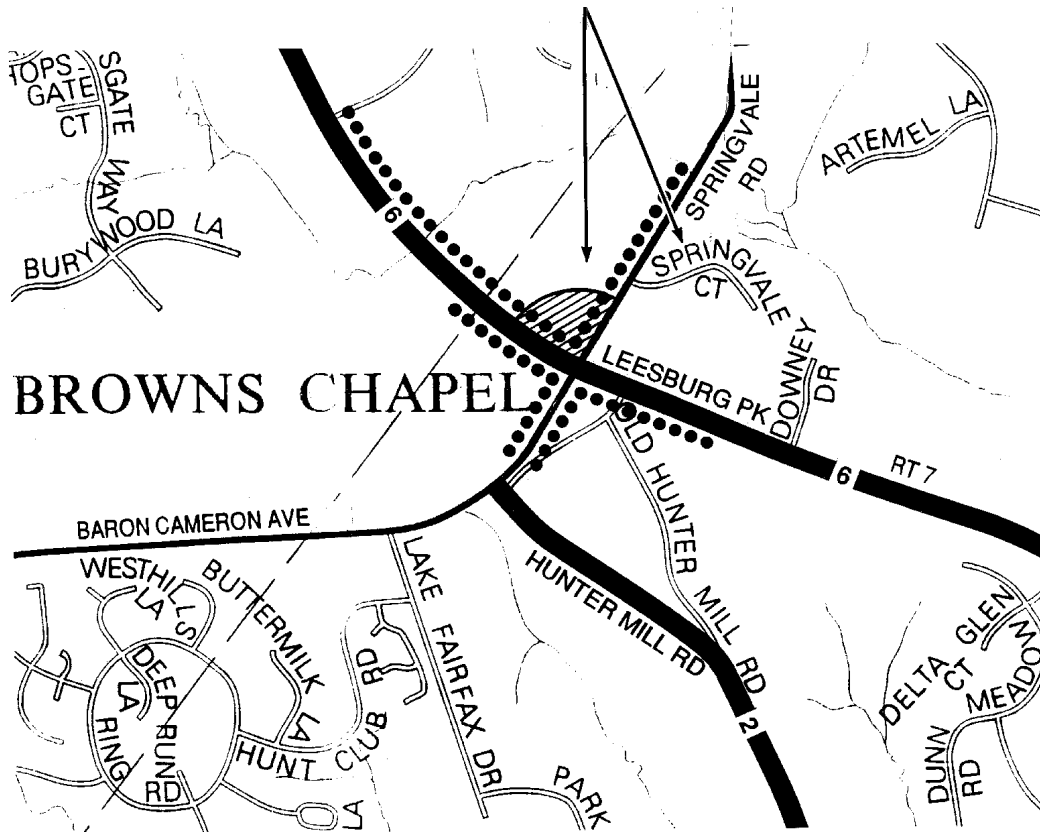 HOPS-
GATE
CT
SGATE WAY
BURYWOOD LA
6
SPRINGVALE
RD
ARTEMEL LA
SPRINGVALE
CT
DOWNEY
DR
LEESBURG PK
BROWNS CHAPEL
OLD HUNTER MILL RD
6
RT 7
BARON CAMERON AVE
HUNTER MILL RD
2
WESTHILLS
LA
BUTTERMILK LA
LAKE FAIRFAX DR
DEEP RUN
LA
RING
RD
HUNT CLUB
RD
LA
PARK
GLEN
MEADOW
DELTA
CT
DUNN
RD